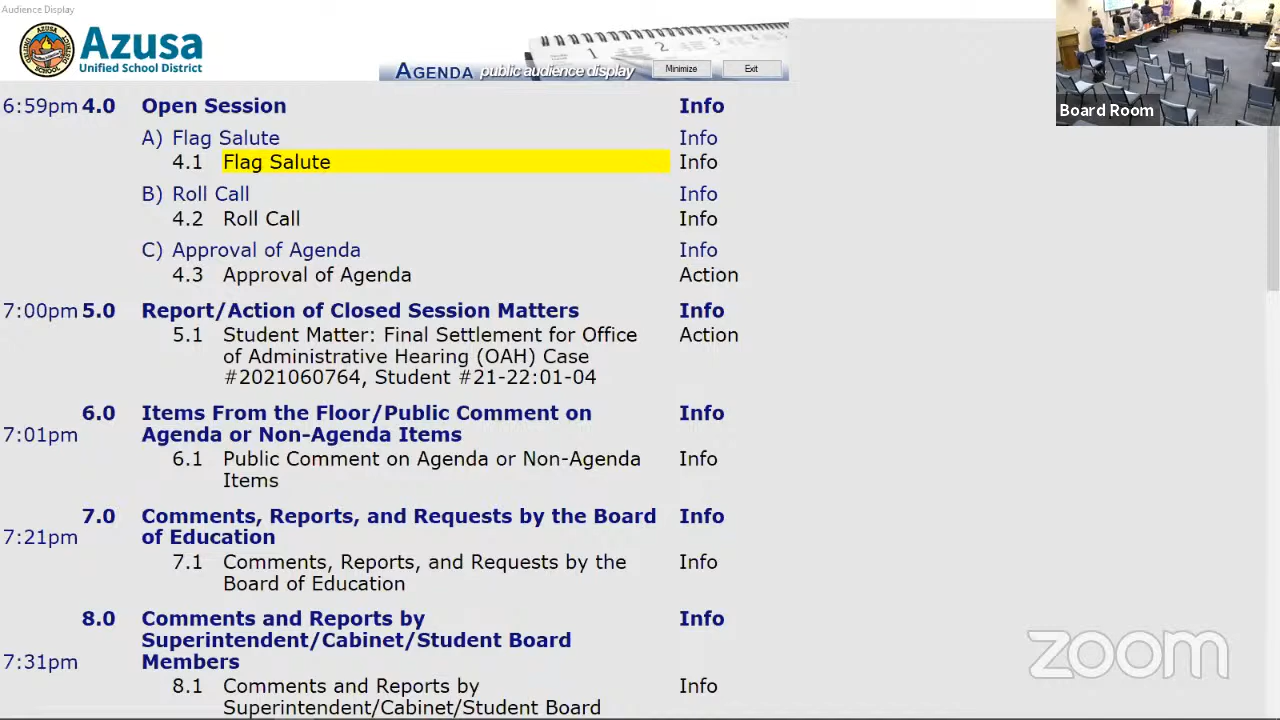 Audience Display
Azusa
Unified School District
AGENDA public audience display
Minimize
Exit
Board Room
6:59pm 4.0 Open Session Info
A) Flag Salute Info
4.1 Flag Salute Info
B) Roll Call Info
4.2 Roll Call Info
C) Approval of Agenda Info
4.3 Approval of Agenda Action
7:00pm 5.0 Report/Action of Closed Session Matters Info
5.1 Student Matter: Final Settlement for Office Action
of Administrative Hearing (OAH) Case
#2021060764, Student #21-22:01-04
6.0 Items From the Floor/Public Comment on Info
7:01pm Agenda or Non-Agenda Items
6.1 Public Comment on Agenda or Non-Agenda Info
Items
7.0 Comments, Reports, and Requests by the Board Info
7:21pm of Education
7.1 Comments, Reports, and Requests by the Info
Board of Education
8.0 Comments and Reports by Info
Superintendent/Cabinet/Student Board
7:31pm Members
8.1 Comments and Reports by Info
Superintendent/Cabinet/Student Board
zoom